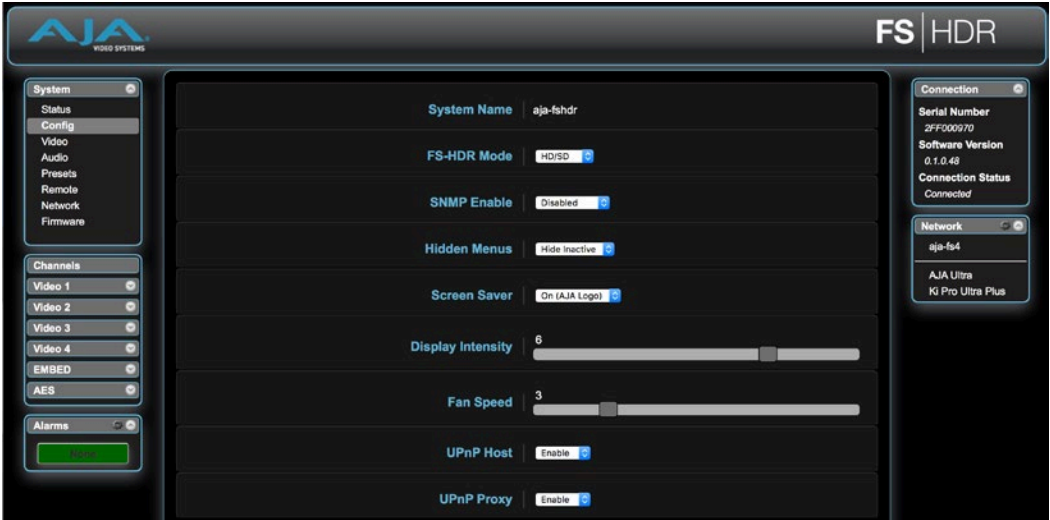 AJA
VIDEO SYSTEMS
FS HDR
System
Status
Config
Video
Audio
Presets
Remote
Network
Firmware
Channels
Video 1
Video 2
Video 3
Video 4
EMBED
AES
Alarms
None
System Name aja-fshdr
FS-HDR Mode HD/SD
SNMP Enable Disabled
Hidden Menus Hide Inactive
Screen Saver On (AJA Logo)
Display Intensity 6
Fan Speed 3
UPnP Host Enable
UPnP Proxy Enable
Connection
Serial Number
2FF000970
Software Version
0.1.0.48
Connection Status
Connected
Network
aja-fs4
AJA Ultra
Ki Pro Ultra Plus